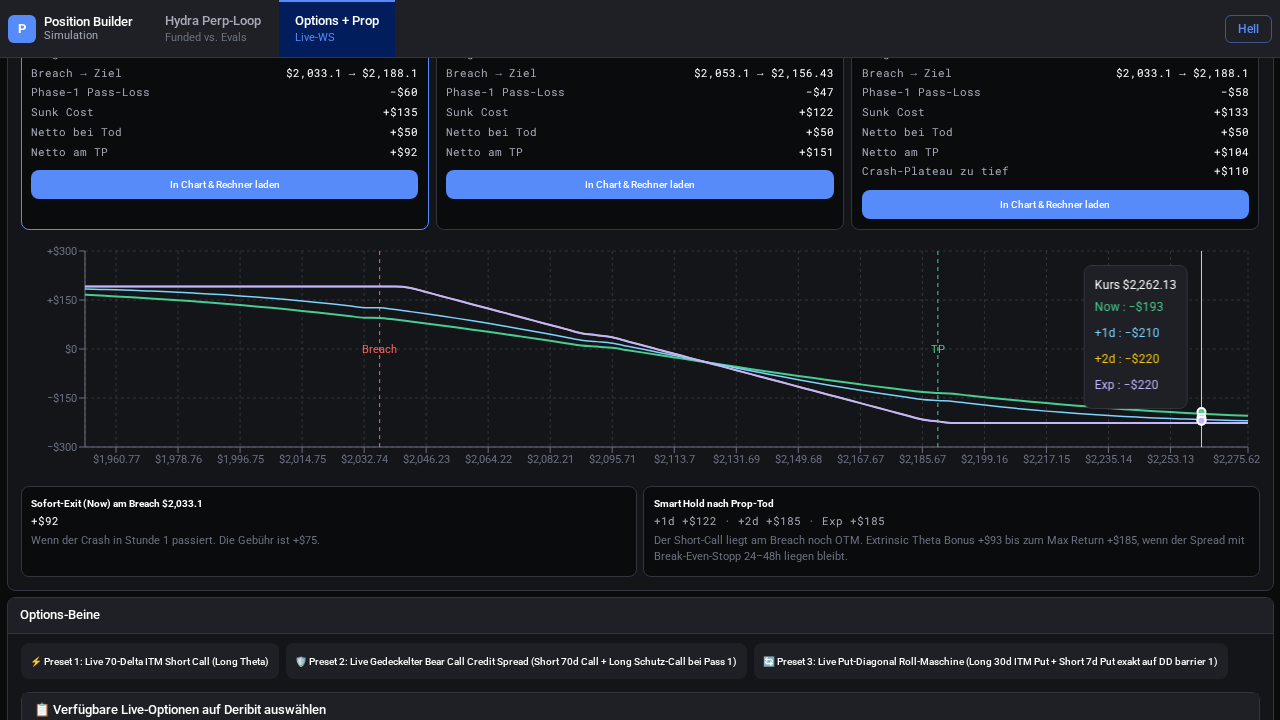 P
Position Builder
Simulation
Hydra Perp-Loop
Funded vs. Evals
Options + Prop
Live-WS
Hell
Breach → Ziel $2,033.1 → $2,188.1
Phase-1 Pass-Loss −$60
Sunk Cost +$135
Netto bei Tod +$50
Netto am TP +$92
In Chart & Rechner laden
Breach → Ziel $2,053.1 → $2,156.43
Phase-1 Pass-Loss −$47
Sunk Cost +$122
Netto bei Tod +$50
Netto am TP +$151
In Chart & Rechner laden
Breach → Ziel $2,033.1 → $2,188.1
Phase-1 Pass-Loss −$58
Sunk Cost +$133
Netto bei Tod +$50
Netto am TP +$104
Crash-Plateau zu tief +$110
In Chart & Rechner laden
+$300
+$150
$0
−$150
−$300
Breach
TP
Kurs $2,262.13
Now : −$193
+1d : −$210
+2d : −$220
Exp : −$220
$1,960.77 $1,978.76 $1,996.75 $2,014.75 $2,032.74 $2,046.23 $2,064.22 $2,082.21 $2,095.71 $2,113.7 $2,131.69 $2,149.68 $2,167.67 $2,185.67 $2,199.16 $2,217.15 $2,235.14 $2,253.13 $2,275.62
Sofort-Exit (Now) am Breach $2,033.1
+$92
Wenn der Crash in Stunde 1 passiert. Die Gebühr ist +$75.
Smart Hold nach Prop-Tod
+1d +$122 · +2d +$185 · Exp +$185
Der Short-Call liegt am Breach noch OTM. Extrinsic Theta Bonus +$93 bis zum Max Return +$185, wenn der Spread mit
Break-Even-Stopp 24–48h liegen bleibt.
Options-Beine
⚡ Preset 1: Live 70-Delta ITM Short Call (Long Theta)
🛡️ Preset 2: Live Gedeckelter Bear Call Credit Spread (Short 70d Call + Long Schutz-Call bei Pass 1)
🔄 Preset 3: Live Put-Diagonal Roll-Maschine (Long 30d ITM Put + Short 7d Put exakt auf DD barrier 1)
📋 Verfügbare Live-Optionen auf Deribit auswählen